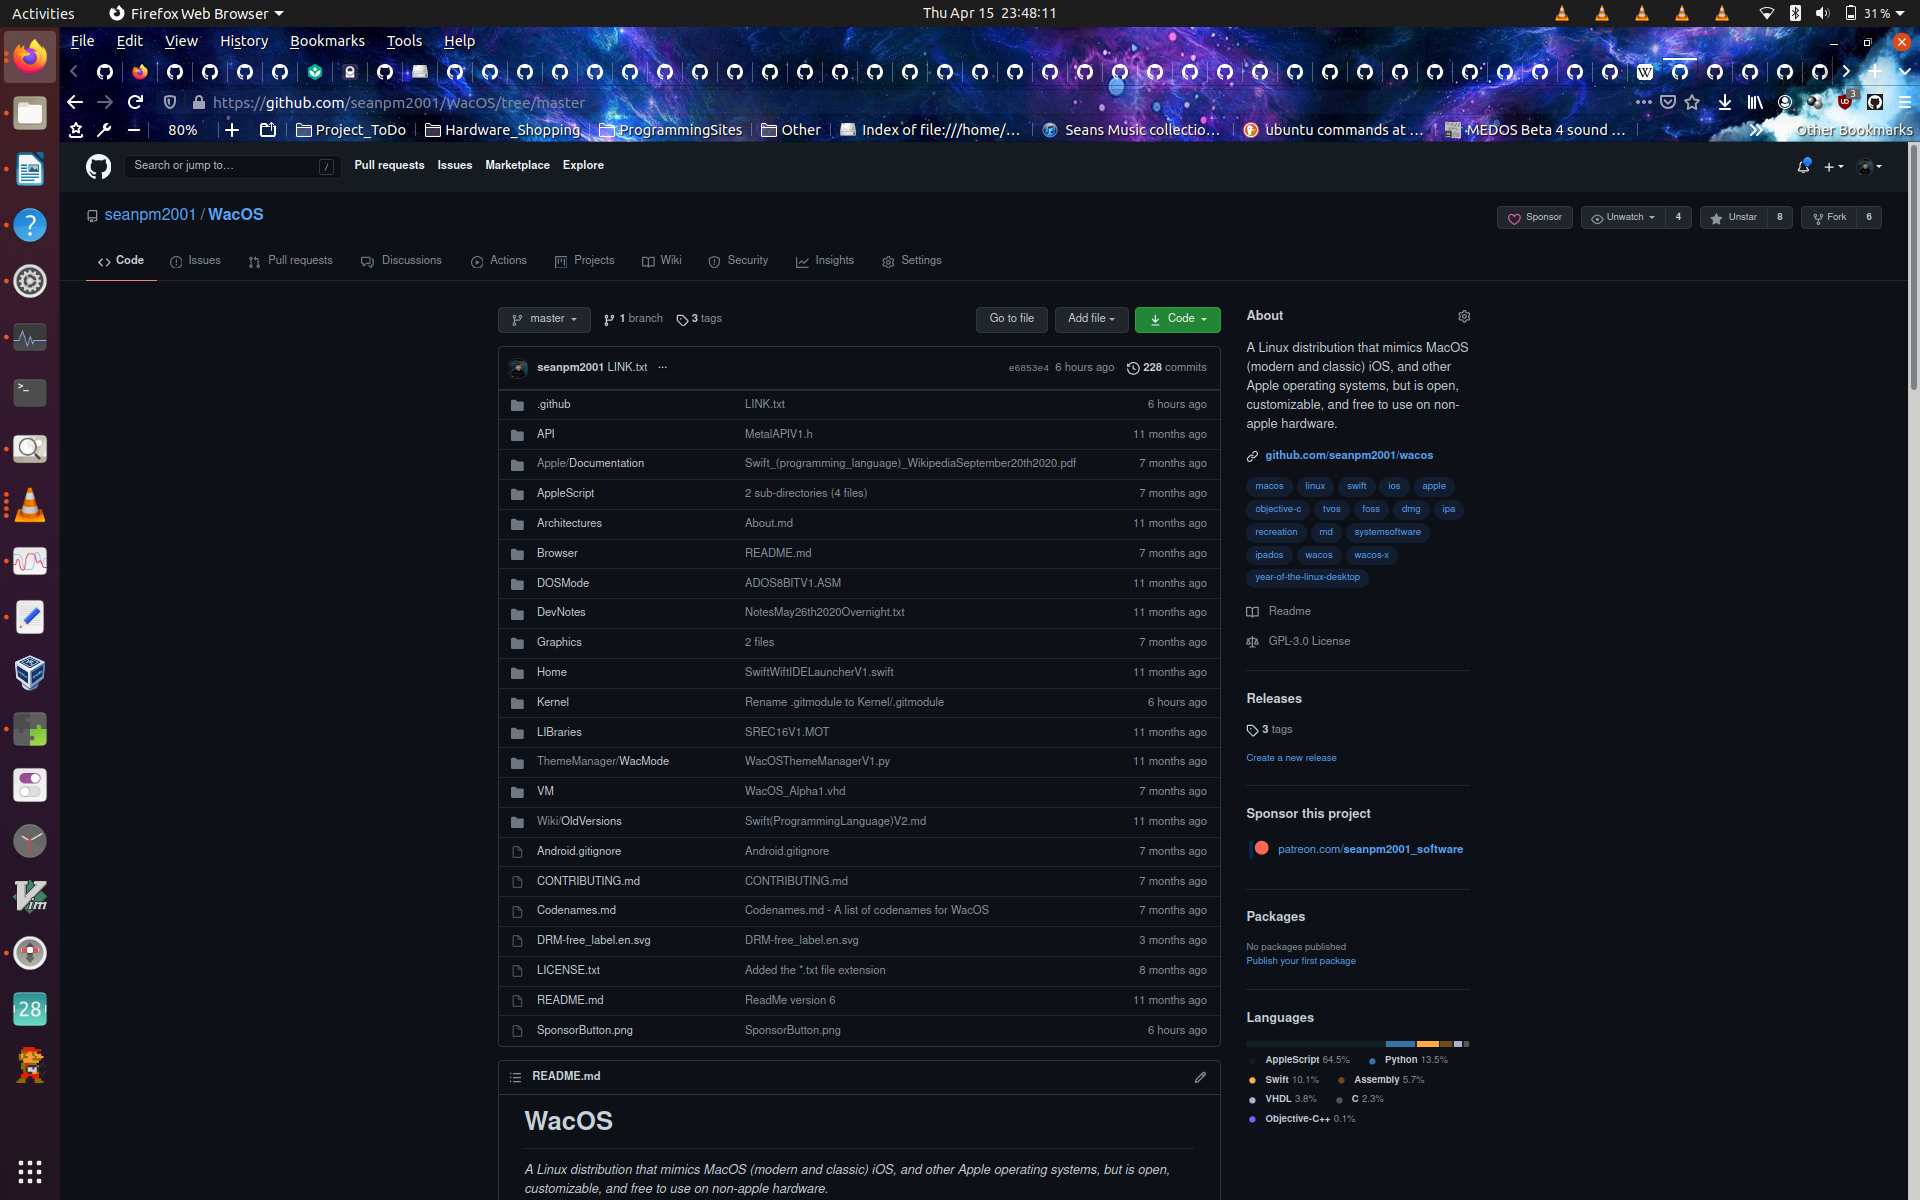 Activities
Firefox Web Browser
Thu Apr 15 23:48:11
31 %
File Edit View History Bookmarks Tools Help
https://github.com/seanpm2001/WacOS/tree/master
3
80%
Project_ToDo
Hardware_Shopping
ProgrammingSites
Other
Index of file:///home/…
Seans Music collectio…
ubuntu commands at …
MEDOS Beta 4 sound …
Other Bookmarks
Search or jump to…
/
Pull requests Issues Marketplace Explore
seanpm2001 / WacOS
Sponsor
Unwatch 4
Unstar 8
Fork 6
Code
Issues
Pull requests
Discussions
Actions
Projects
Wiki
Security
Insights
Settings
master
1 branch
3 tags
Go to file
Add file
Code
seanpm2001 LINK.txt ···
e6853e4 6 hours ago 228 commits
.github LINK.txt 6 hours ago
API MetalAPIV1.h 11 months ago
Apple/Documentation Swift_(programming_language)_WikipediaSeptember20th2020.pdf 7 months ago
AppleScript 2 sub-directories (4 files) 7 months ago
Architectures About.md 11 months ago
Browser README.md 7 months ago
DOSMode ADOS8BITV1.ASM 11 months ago
DevNotes NotesMay26th2020Overnight.txt 11 months ago
Graphics 2 files 7 months ago
Home SwiftWiftIDELauncherV1.swift 11 months ago
Kernel Rename .gitmodule to Kernel/.gitmodule 6 hours ago
LIBraries SREC16V1.MOT 11 months ago
ThemeManager/WacMode WacOSThemeManagerV1.py 11 months ago
VM WacOS_Alpha1.vhd 7 months ago
Wiki/OldVersions Swift(ProgrammingLanguage)V2.md 11 months ago
Android.gitignore Android.gitignore 7 months ago
CONTRIBUTING.md CONTRIBUTING.md 7 months ago
Codenames.md Codenames.md - A list of codenames for WacOS 7 months ago
DRM-free_label.en.svg DRM-free_label.en.svg 3 months ago
LICENSE.txt Added the *.txt file extension 8 months ago
README.md ReadMe version 6 11 months ago
SponsorButton.png SponsorButton.png 6 hours ago
README.md
WacOS
A Linux distribution that mimics MacOS (modern and classic) iOS, and other Apple operating systems, but is open,
customizable, and free to use on non-apple hardware.
About
A Linux distribution that mimics MacOS
(modern and classic) iOS, and other
Apple operating systems, but is open,
customizable, and free to use on non-
apple hardware.
github.com/seanpm2001/wacos
macos linux swift ios apple
objective-c tvos foss dmg ipa
recreation md systemsoftware
ipados wacos wacos-x
year-of-the-linux-desktop
Readme
GPL-3.0 License
Releases
3 tags
Create a new release
Sponsor this project
patreon.com/seanpm2001_software
Packages
No packages published
Publish your first package
Languages
AppleScript 64.5% Python 13.5%
Swift 10.1% Assembly 5.7%
VHDL 3.8% C 2.3%
Objective-C++ 0.1%
28